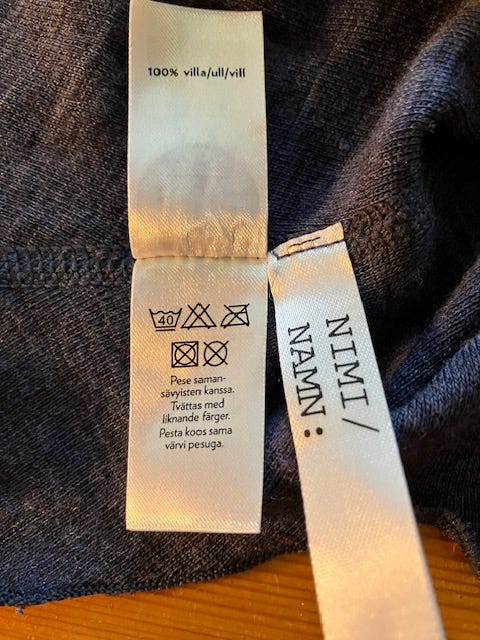 100% villa/ull/vill
40
Pese saman-
sävyisten kanssa.
Tvättas med
liknande färger.
Pesta koos sama
värvi pesuga.
NIMI /
NAMN: